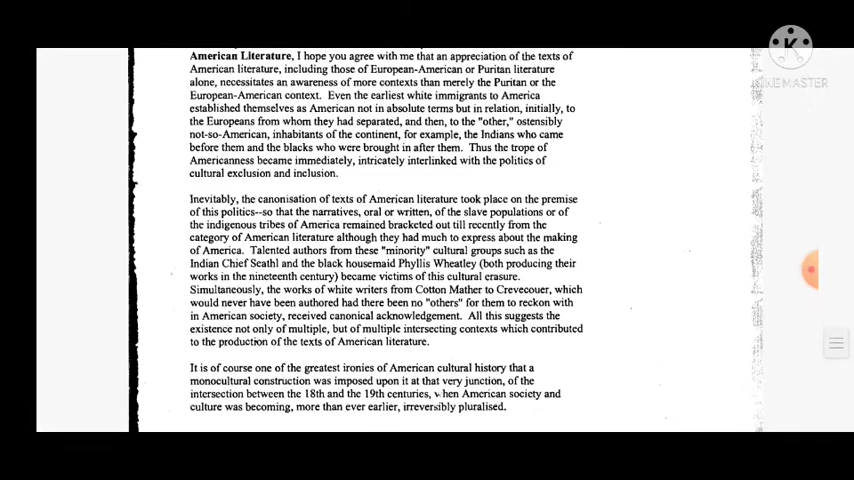 KINEMASTER
American Literature, I hope you agree with me that an appreciation of the texts of
American literature, including those of European-American or Puritan literature
alone, necessitates an awareness of more contexts than merely the Puritan or the
European-American context. Even the earliest white immigrants to America
established themselves as American not in absolute terms but in relation, initially, to
the Europeans from whom they had separated, and then, to the "other," ostensibly
not-so-American, inhabitants of the continent, for example, the Indians who came
before them and the blacks who were brought in after them. Thus the trope of
Americanness became immediately, intricately interlinked with the politics of
cultural exclusion and inclusion.
Inevitably, the canonisation of texts of American literature took place on the premise
of this politics--so that the narratives, oral or written, of the slave populations or of
the indigenous tribes of America remained bracketed out till recently from the
category of American literature although they had much to express about the making
of America. Talented authors from these "minority" cultural groups such as the
Indian Chief Seathl and the black housemaid Phyllis Wheatley (both producing their
works in the nineteenth century) became victims of this cultural erasure.
Simultaneously, the works of white writers from Cotton Mather to Crevecouer, which
would never have been authored had there been no "others" for them to reckon with
in American society, received canonical acknowledgement. All this suggests the
existence not only of multiple, but of multiple intersecting contexts which contributed
to the production of the texts of American literature.
It is of course one of the greatest ironies of American cultural history that a
monocultural construction was imposed upon it at that very junction, of the
intersection between the 18th and the 19th centuries, when American society and
culture was becoming, more than ever earlier, irreversibly pluralised.